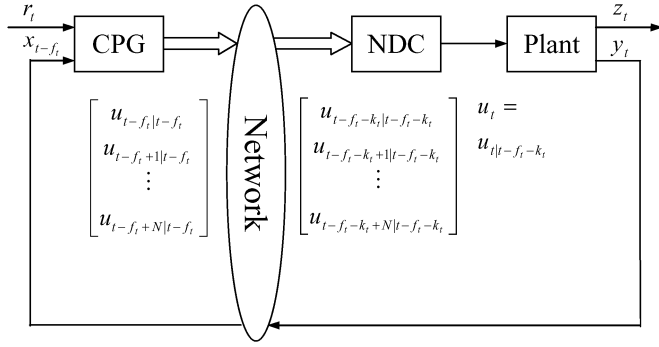 r_t
x_{t-f_t}
CPG
Network
NDC
Plant
z_t
y_t
u_{t-f_t|t-f_t}
u_{t-f_t+1|t-f_t}
⋮
u_{t-f_t+N|t-f_t}
u_{t-f_t-k_t|t-f_t-k_t}
u_{t-f_t-k_t+1|t-f_t-k_t}
⋮
u_{t-f_t-k_t+N|t-f_t-k_t}
u_t =
u_{t|t-f_t-k_t}